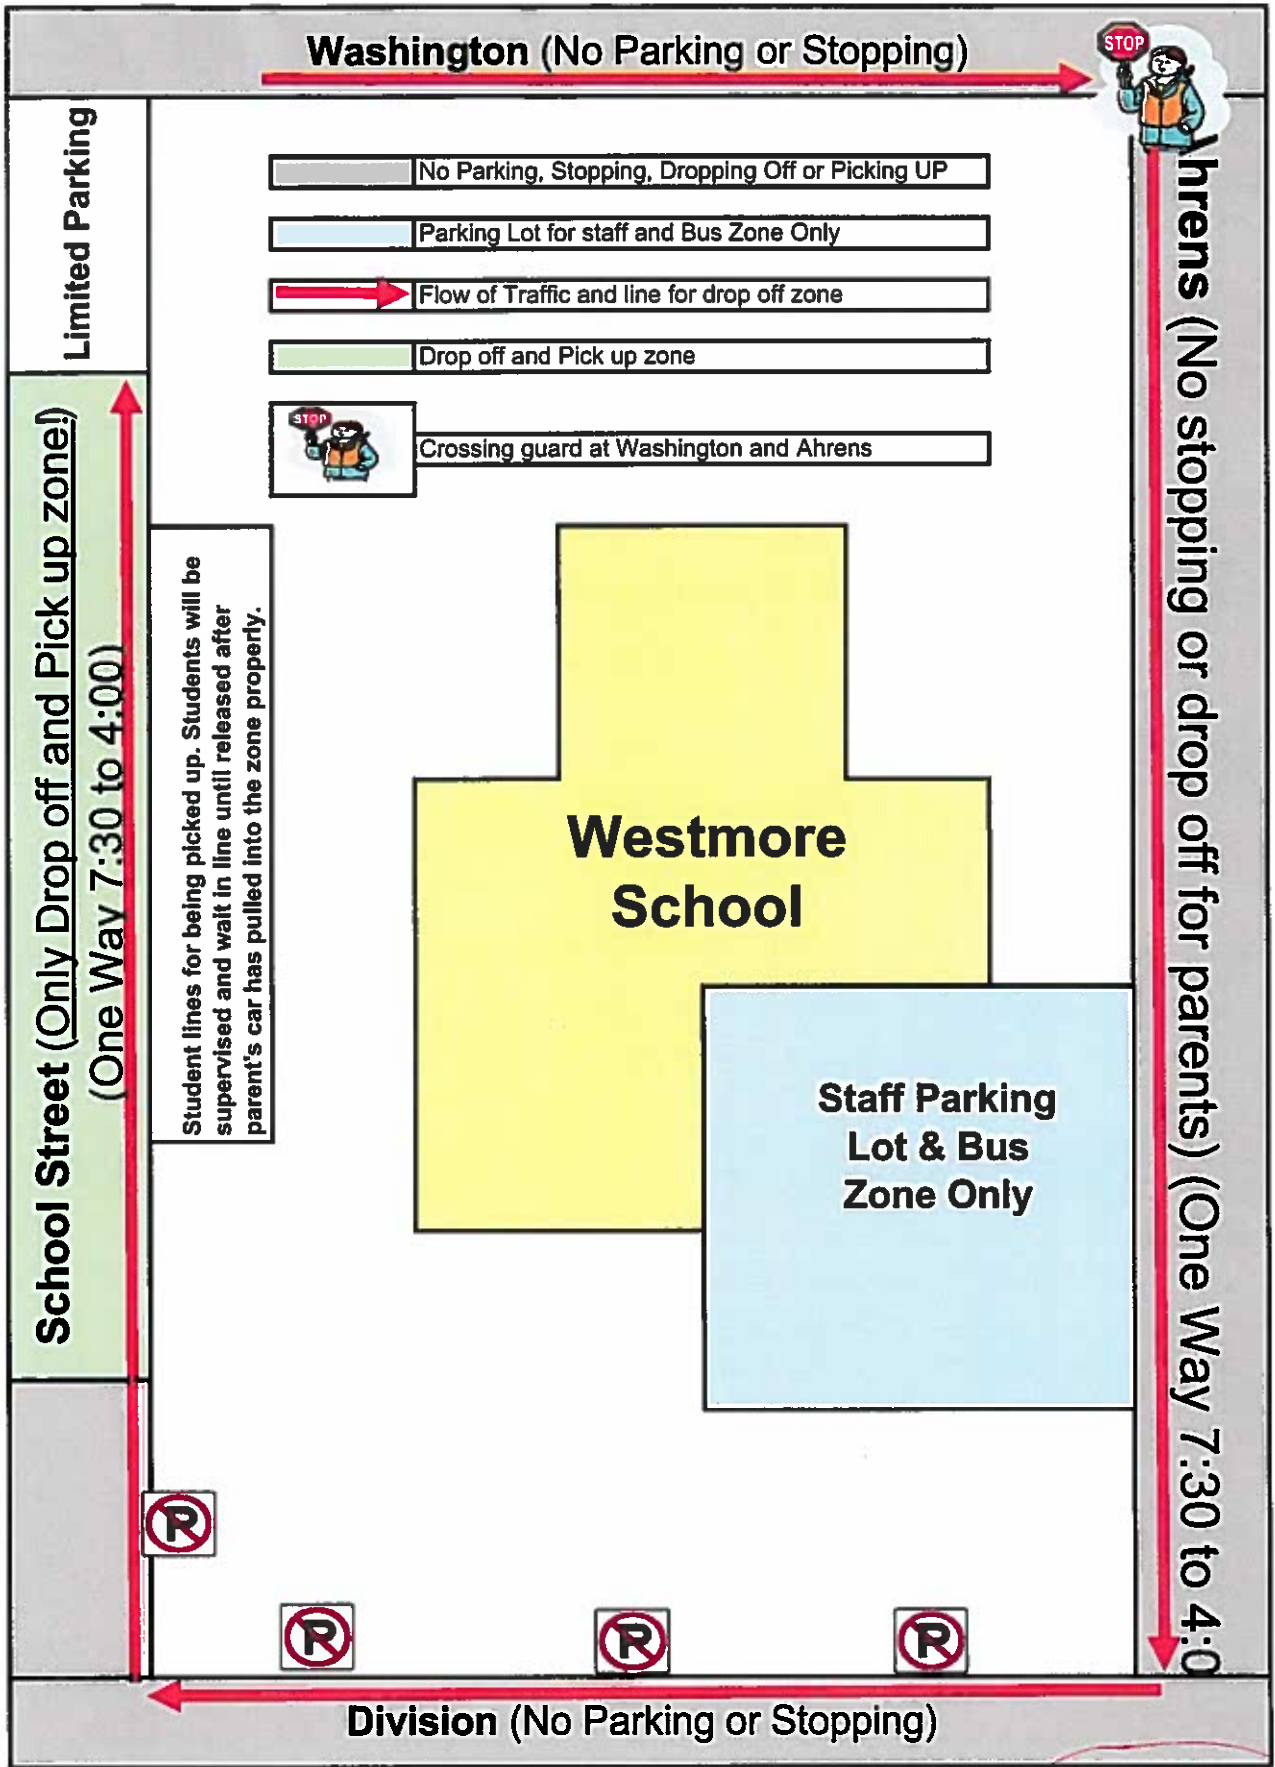 Washington (No Parking or Stopping)
STOP
Limited Parking
No Parking, Stopping, Dropping Off or Picking UP
Parking Lot for staff and Bus Zone Only
Flow of Traffic and line for drop off zone
Drop off and Pick up zone
STOP
Crossing guard at Washington and Ahrens
School Street (Only Drop off and Pick up zone!)
(One Way 7:30 to 4:00)
Student lines for being picked up. Students will be
supervised and wait in line until released after
parent's car has pulled into the zone properly.
Westmore
School
Staff Parking
Lot & Bus
Zone Only
Ahrens (No stopping or drop off for parents) (One Way 7:30 to 4:0
P
P
P
P
Division (No Parking or Stopping)